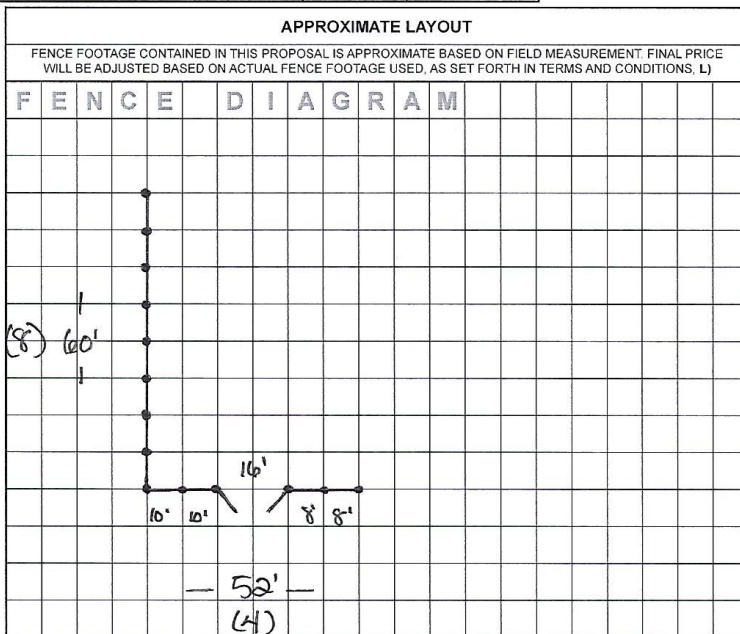 APPROXIMATE LAYOUT
FENCE FOOTAGE CONTAINED IN THIS PROPOSAL IS APPROXIMATE BASED ON FIELD MEASUREMENT. FINAL PRICE
WILL BE ADJUSTED BASED ON ACTUAL FENCE FOOTAGE USED, AS SET FORTH IN TERMS AND CONDITIONS, L)
FENCE DIAGRAM
(8) 60'
16'
10' 10' 8' 8'
— 52' —
(4)